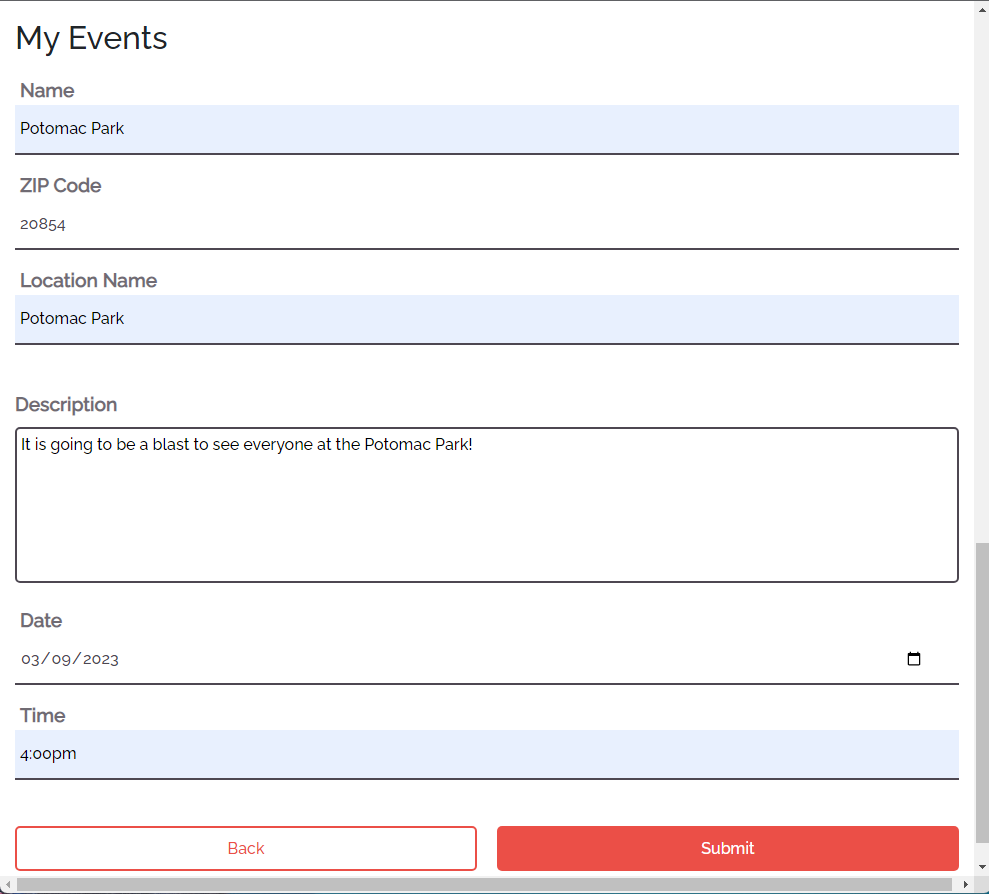 My Events
Name
Potomac Park
ZIP Code
20854
Location Name
Potomac Park
Description
It is going to be a blast to see everyone at the Potomac Park!
Date
03/09/2023
Time
4:00pm
Back Submit